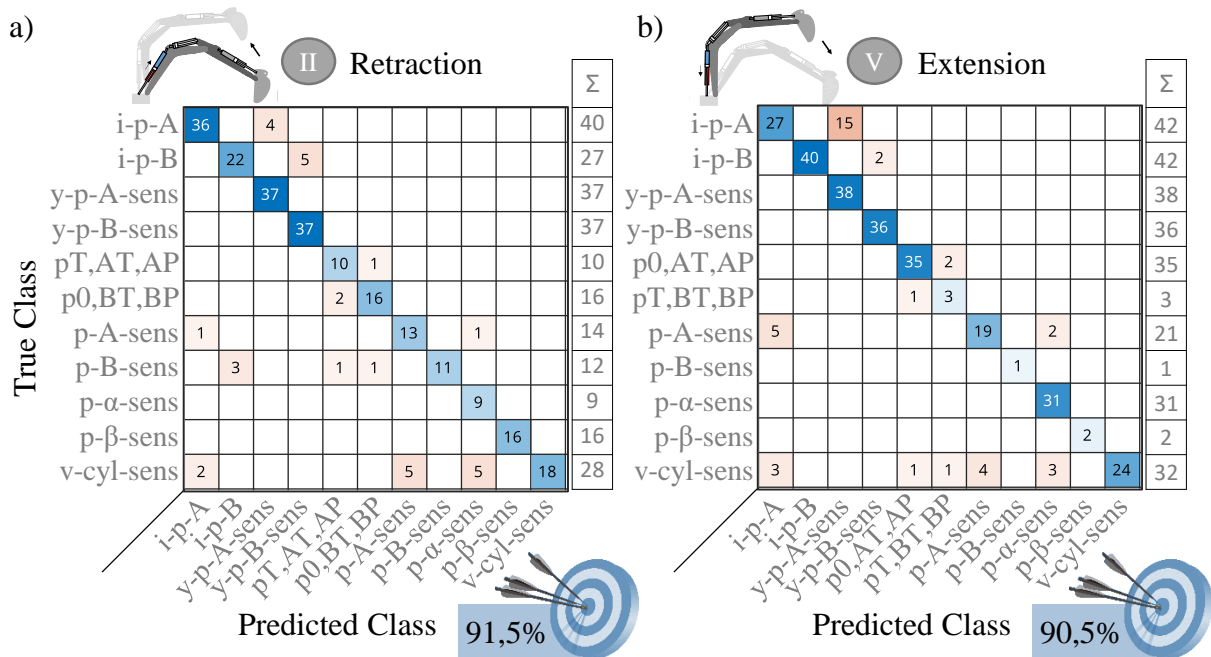 a)
II Retraction
Σ
i-p-A 36 4 40
i-p-B 22 5 27
y-p-A-sens 37 37
y-p-B-sens 37 37
pT,AT,AP 10 1 10
p0,BT,BP 2 16 16
p-A-sens 1 13 1 14
p-B-sens 3 1 1 11 12
p-α-sens 9 9
p-β-sens 16 16
v-cyl-sens 2 5 5 18 28
True Class
i-p-A
i-p-B
y-p-A-sens
y-p-B-sens
pT,AT,AP
p0,BT,BP
p-A-sens
p-B-sens
p-α-sens
p-β-sens
v-cyl-sens
Predicted Class 91,5%
b)
V Extension
Σ
i-p-A 27 15 42
i-p-B 40 2 42
y-p-A-sens 38 38
y-p-B-sens 36 36
p0,AT,AP 35 2 35
pT,BT,BP 1 3 3
p-A-sens 5 19 2 21
p-B-sens 1 1
p-α-sens 31 31
p-β-sens 2 2
v-cyl-sens 3 1 1 4 3 24 32
i-p-A
i-p-B
y-p-A-sens
y-p-B-sens
p0,AT,AP
pT,BT,BP
p-A-sens
p-B-sens
p-α-sens
p-β-sens
v-cyl-sens
Predicted Class 90,5%